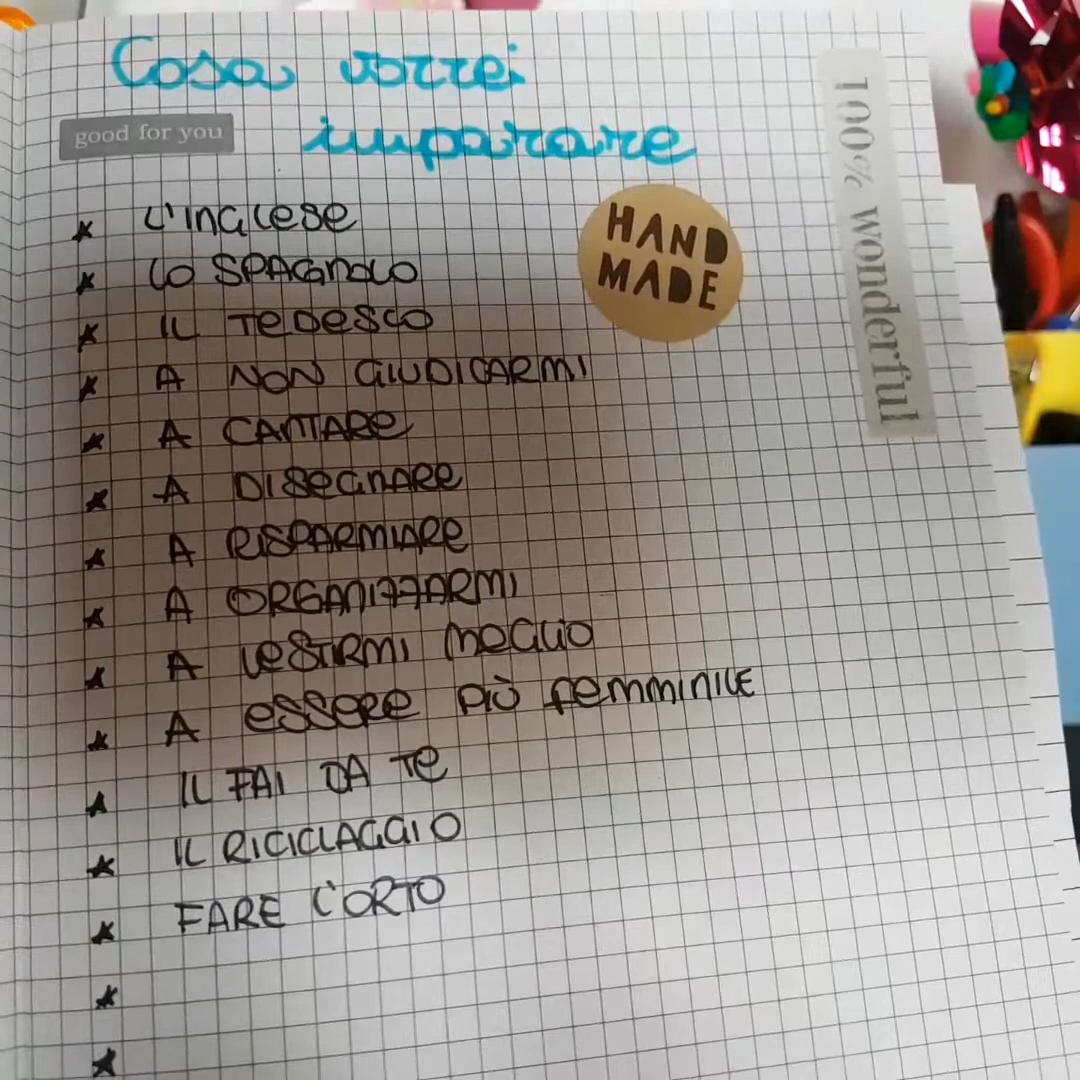 Cosa vorrei
imparare
good for you
100% wonderful
HAND
MADE
L'INGLESE
LO SPAGNOLO
IL TEDESCO
A NON GIUDICARMI
A CANTARE
A DISEGNARE
A RISPARMIARE
A ORGANIZZARMI
A VESTIRMI MEGLIO
A ESSERE PIÙ FEMMINILE
IL FAI DA TE
IL RICICLAGGIO
FARE L'ORTO